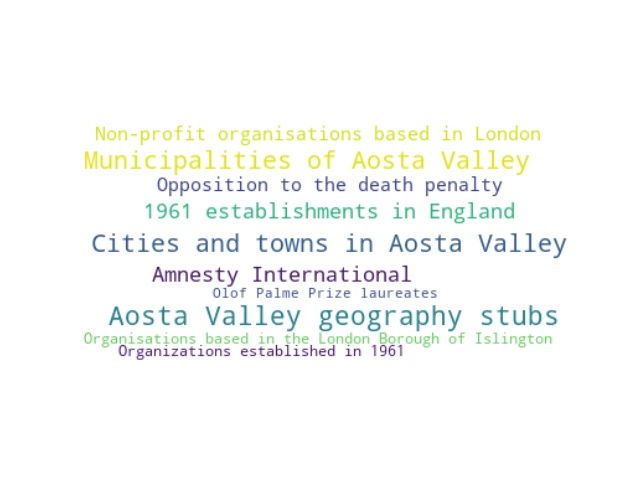 Non-profit organisations based in London
Municipalities of Aosta Valley
Opposition to the death penalty
1961 establishments in England
Cities and towns in Aosta Valley
Amnesty International
Olof Palme Prize laureates
Aosta Valley geography stubs
Organisations based in the London Borough of Islington
Organizations established in 1961